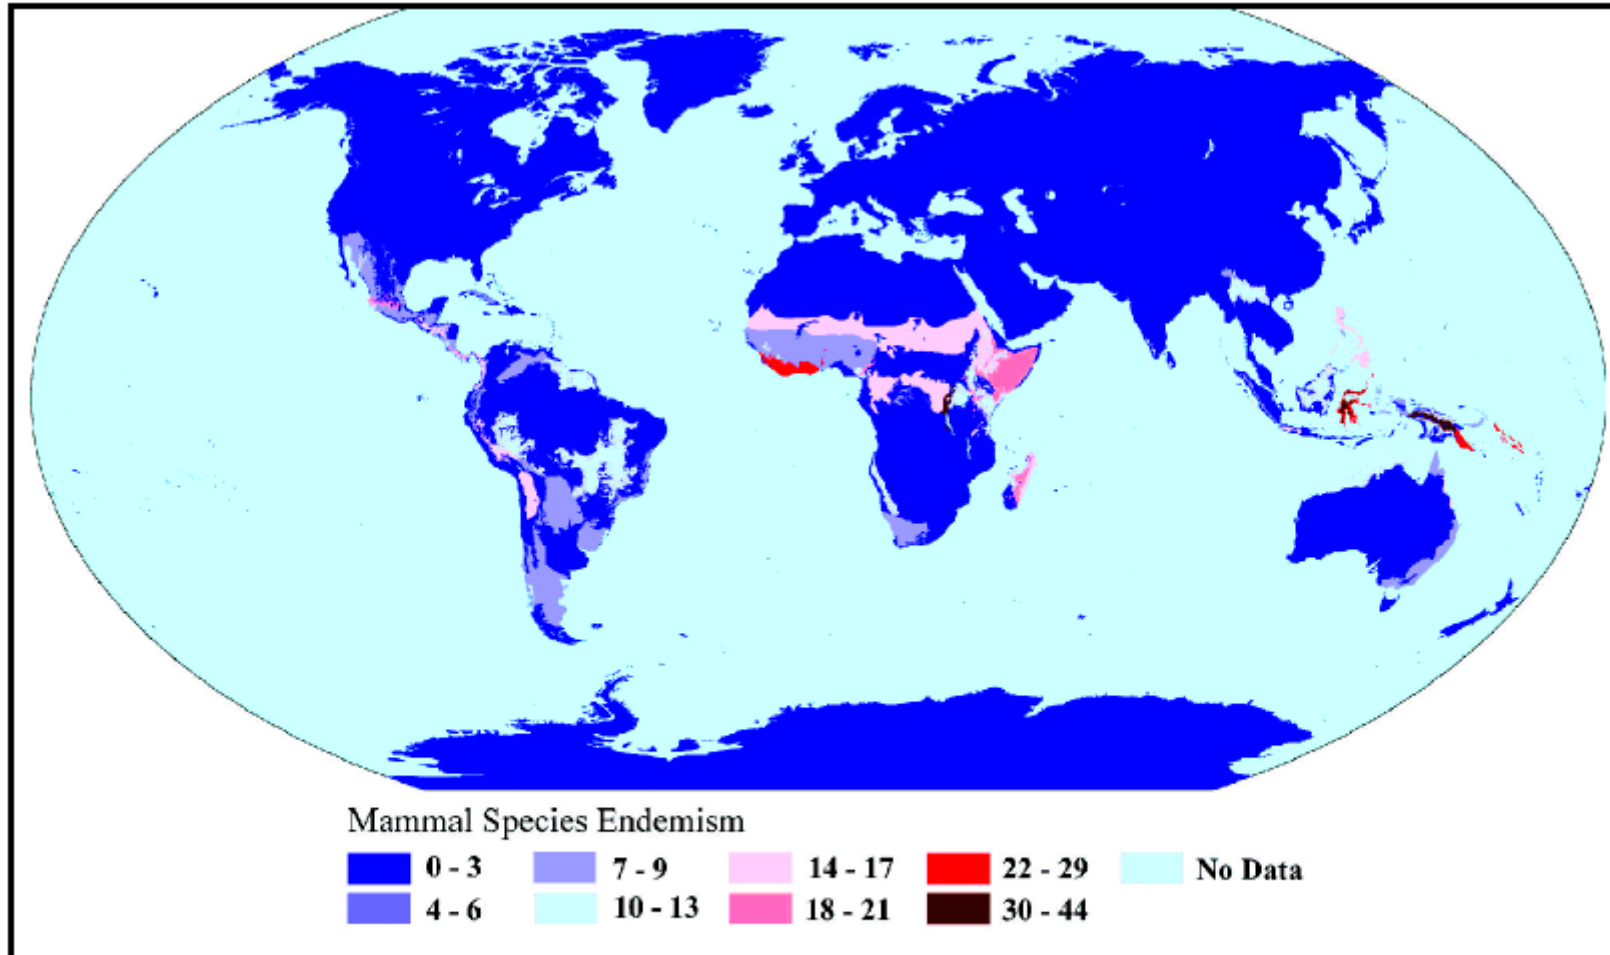 Mammal Species Endemism
0 - 3 7 - 9 14 - 17 22 - 29 No Data
4 - 6 10 - 13 18 - 21 30 - 44